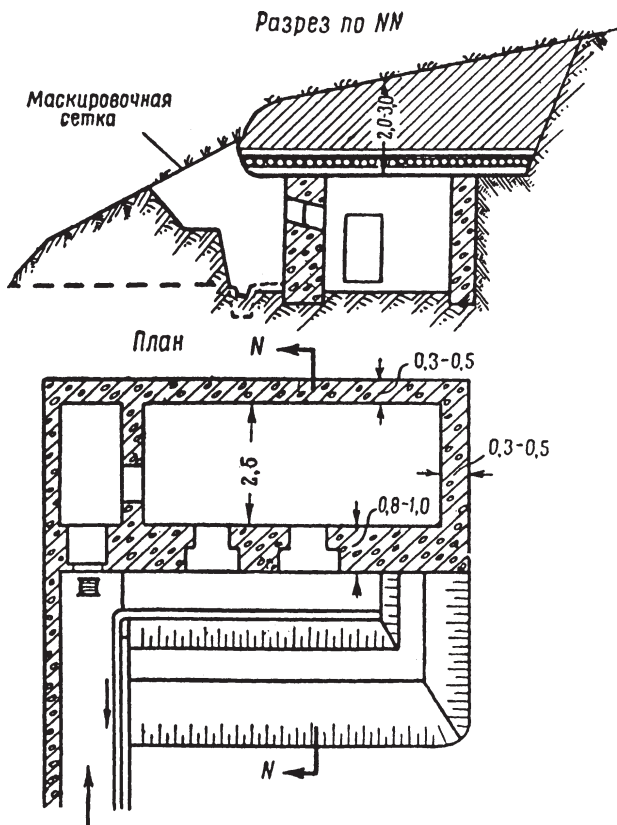 Разрез по NN
Маскировочная
сетка
2,0-3,0
План
N
0,3-0,5
2,5
0,3-0,5
0,8-1,0
N